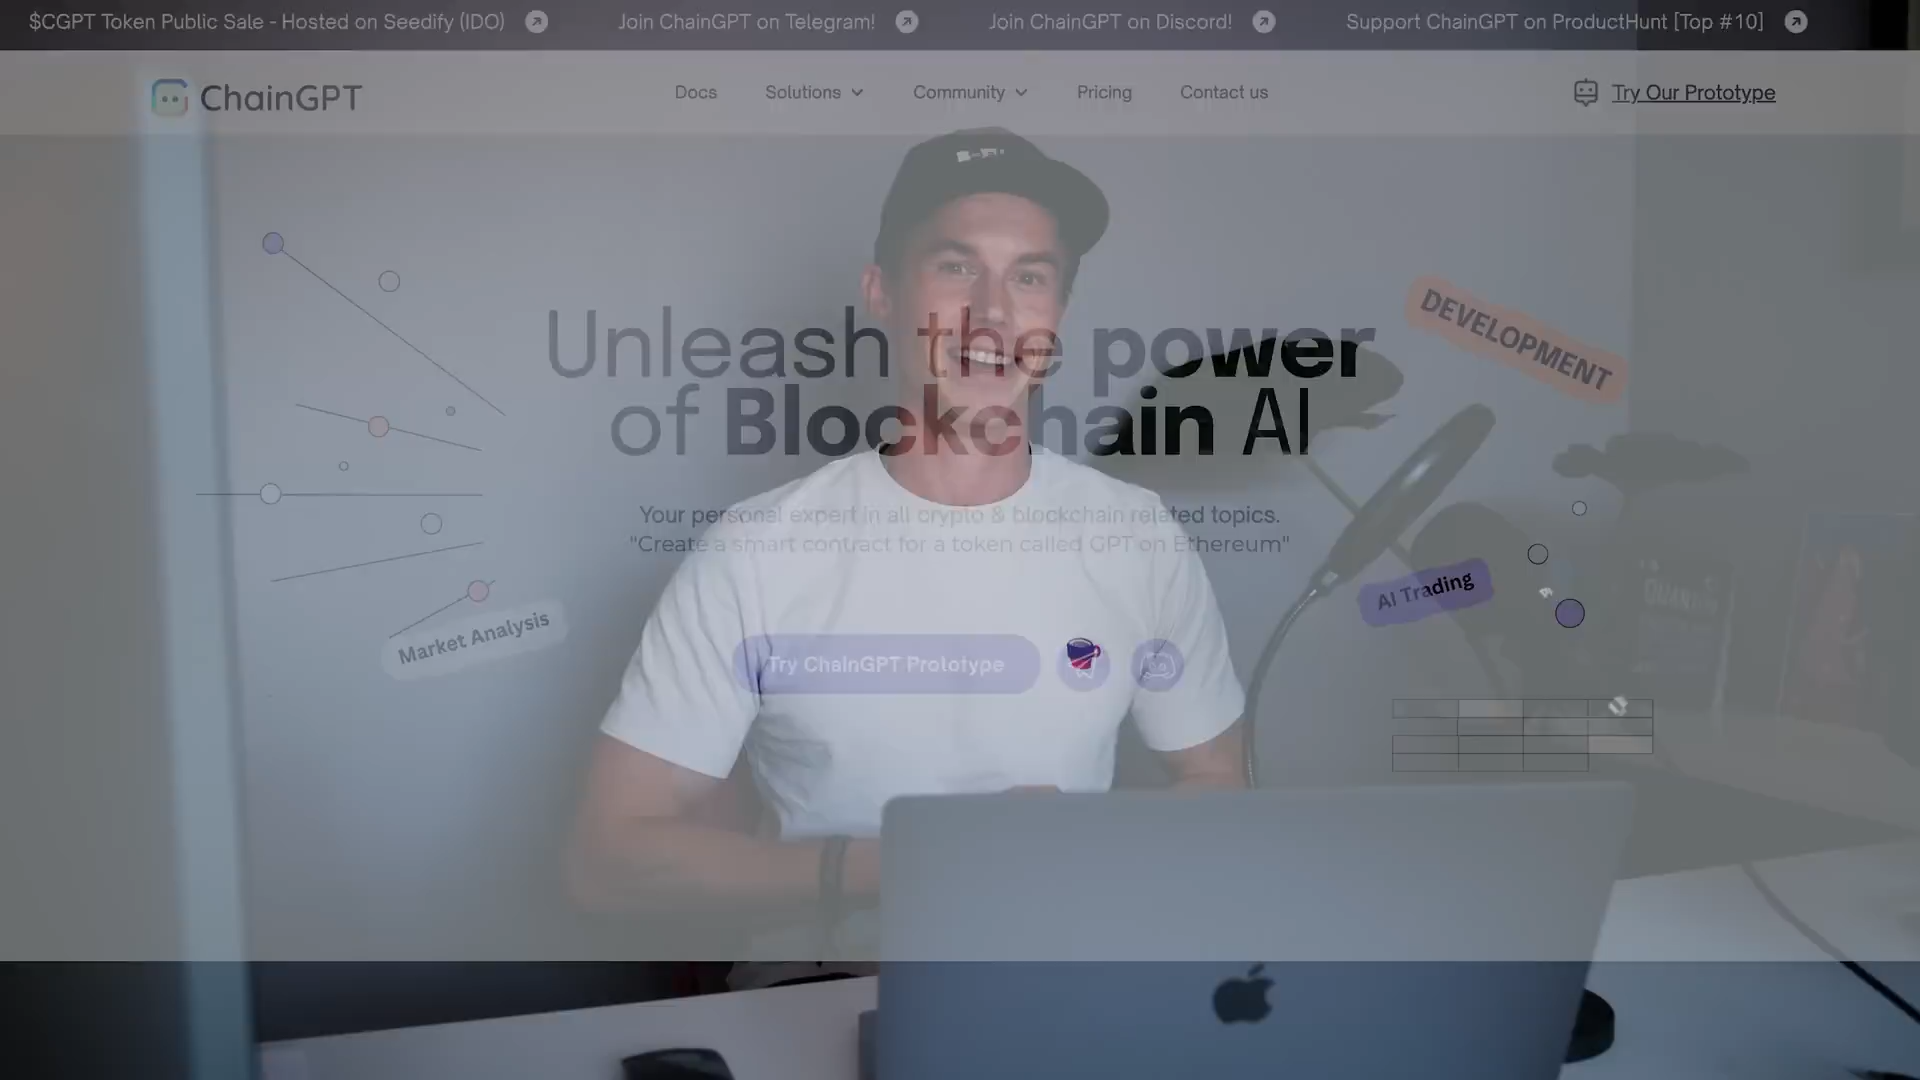 $CGPT Token Public Sale - Hosted on Seedify (IDO)
Join ChainGPT on Telegram!
Join ChainGPT on Discord!
Support ChainGPT on ProductHunt [Top #10]
ChainGPT
Docs
Solutions
Community
Pricing
Contact us
Try Our Prototype
DEVELOPMENT
Unleash the power
of Blockchain AI
Your personal expert in all crypto & blockchain related topics.
"Create a smart contract for a token called GPT on Ethereum"
AI Trading
Market Analysis
Try ChainGPT Prototype